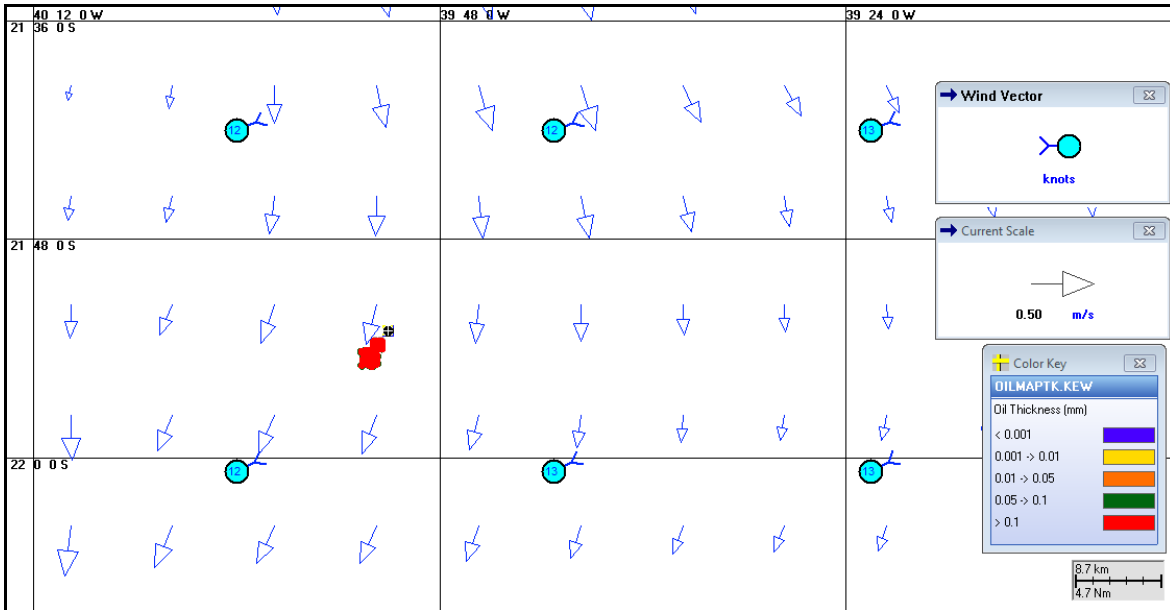 40 12 0 W
39 48 0 W
39 24 0 W
21 36 0 S
Wind Vector
12
12
13
knots
21 48 0 S
Current Scale
0.50 m/s
Color Key
OILMAPTK.KEW
Oil Thickness (mm)
< 0.001
0.001 -> 0.01
0.01 -> 0.05
0.05 -> 0.1
> 0.1
22 0 0 S
12
13
13
8.7 km
4.7 Nm